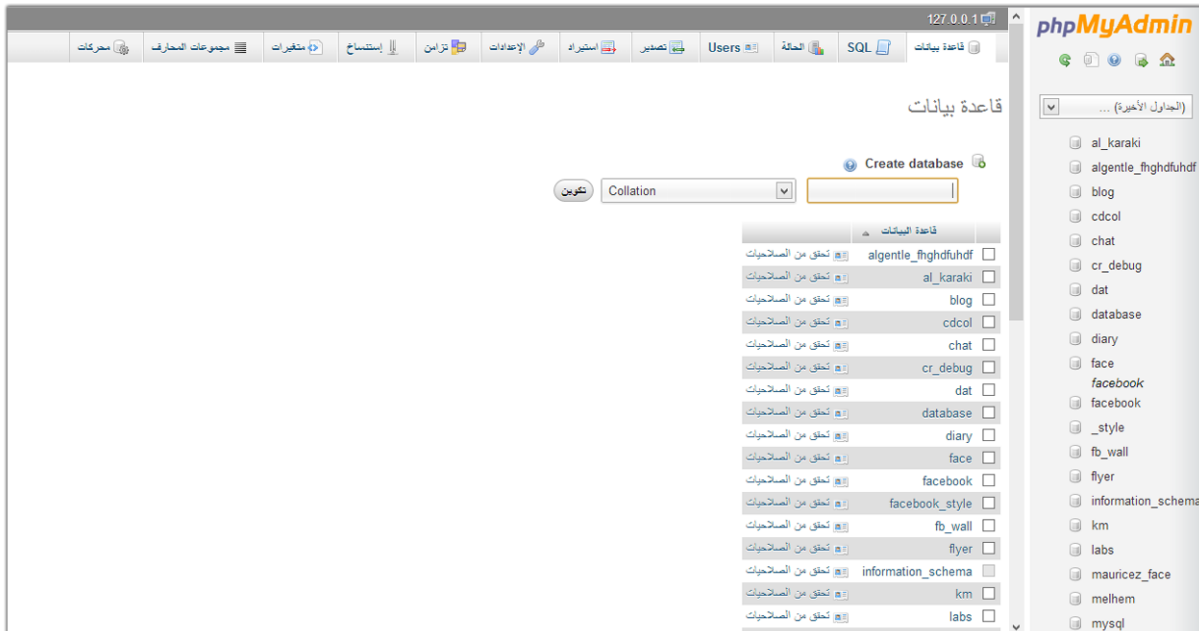 127.0.0.1
قاعدة بيانات SQL الحالة Users تصدير استيراد الإعدادات تزامن إستنساخ متغيرات مجموعات المحارف محركات
قاعدة بيانات
Create database
Collation تكوين
قاعدة البيانات
algentle_fhghdfuhdf تحقق من الصلاحيات
al_karaki تحقق من الصلاحيات
blog تحقق من الصلاحيات
cdcol تحقق من الصلاحيات
chat تحقق من الصلاحيات
cr_debug تحقق من الصلاحيات
dat تحقق من الصلاحيات
database تحقق من الصلاحيات
diary تحقق من الصلاحيات
face تحقق من الصلاحيات
facebook تحقق من الصلاحيات
facebook_style تحقق من الصلاحيات
fb_wall تحقق من الصلاحيات
flyer تحقق من الصلاحيات
information_schema تحقق من الصلاحيات
km تحقق من الصلاحيات
labs تحقق من الصلاحيات
phpMyAdmin
(الجداول الأخيرة) ...
al_karaki
algentle_fhghdfuhdf
blog
cdcol
chat
cr_debug
dat
database
diary
face
facebook
facebook
_style
fb_wall
flyer
information_schema
km
labs
mauricez_face
melhem
mysql